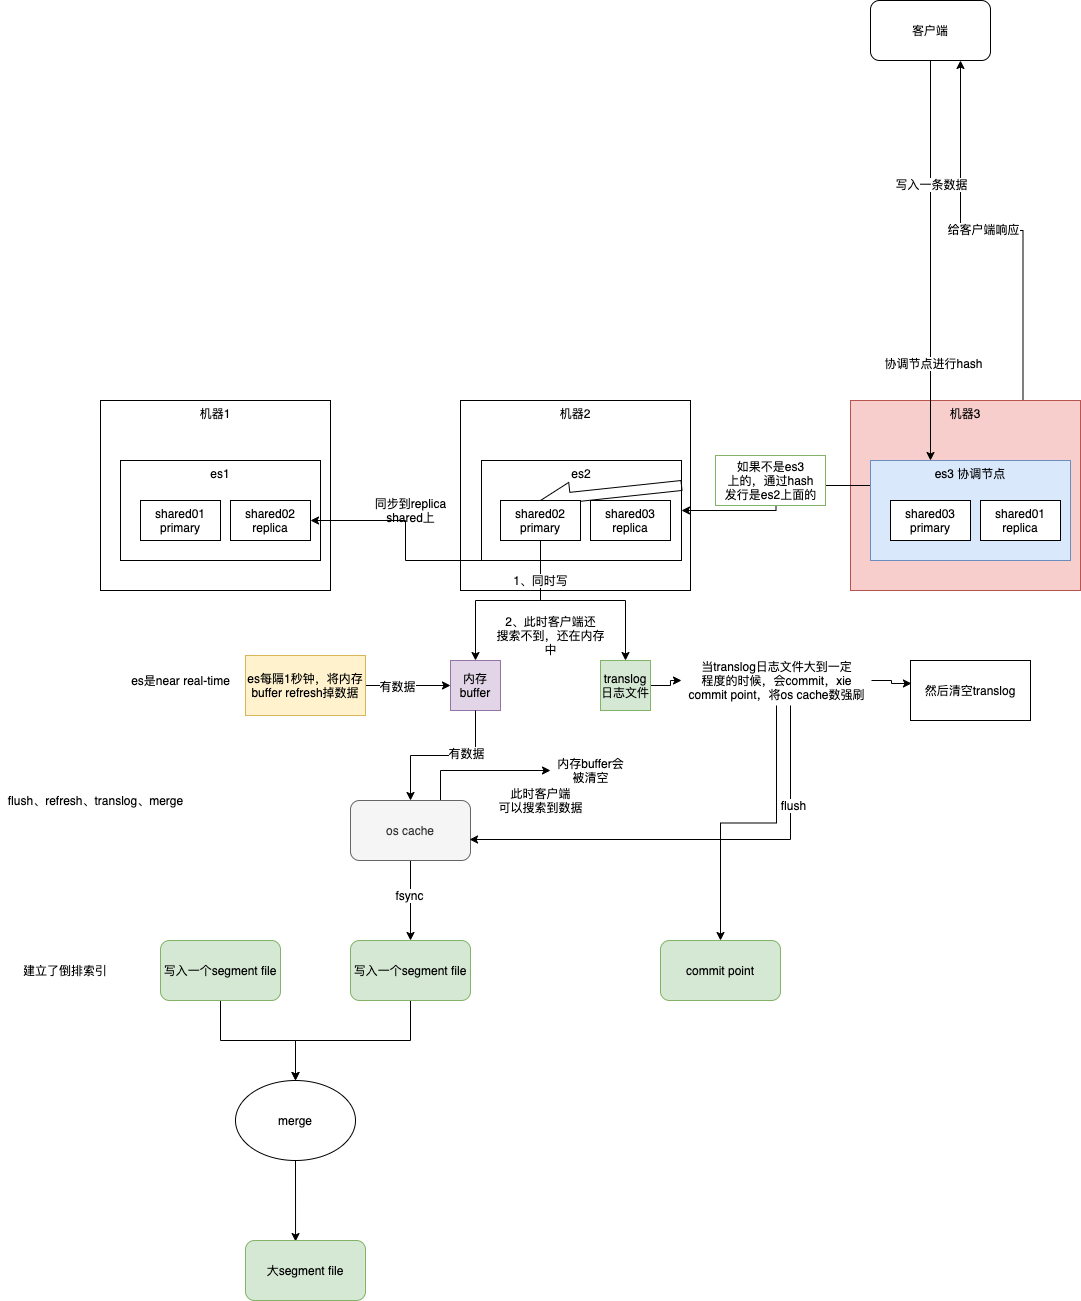 客户端
写入一条数据
给客户端响应
协调节点进行hash
机器1
机器2
机器3
es1
es2
es3 协调节点
如果不是es3
上的，通过hash
发行是es2上面的
shared01
primary
shared02
replica
同步到replica
shared上
shared02
primary
shared03
replica
shared03
primary
shared01
replica
1、同时写
2、此时客户端还
搜索不到，还在内存
中
es是near real-time
es每隔1秒钟，将内存
buffer refresh掉数据
有数据
内存
buffer
translog
日志文件
当translog日志文件大到一定
程度的时候，会commit，xie
commit point，将os cache数强刷
然后清空translog
有数据
内存buffer会
被清空
此时客户端
可以搜索到数据
flush、refresh、translog、merge
flush
os cache
fsync
建立了倒排索引
写入一个segment file
写入一个segment file
commit point
merge
大segment file